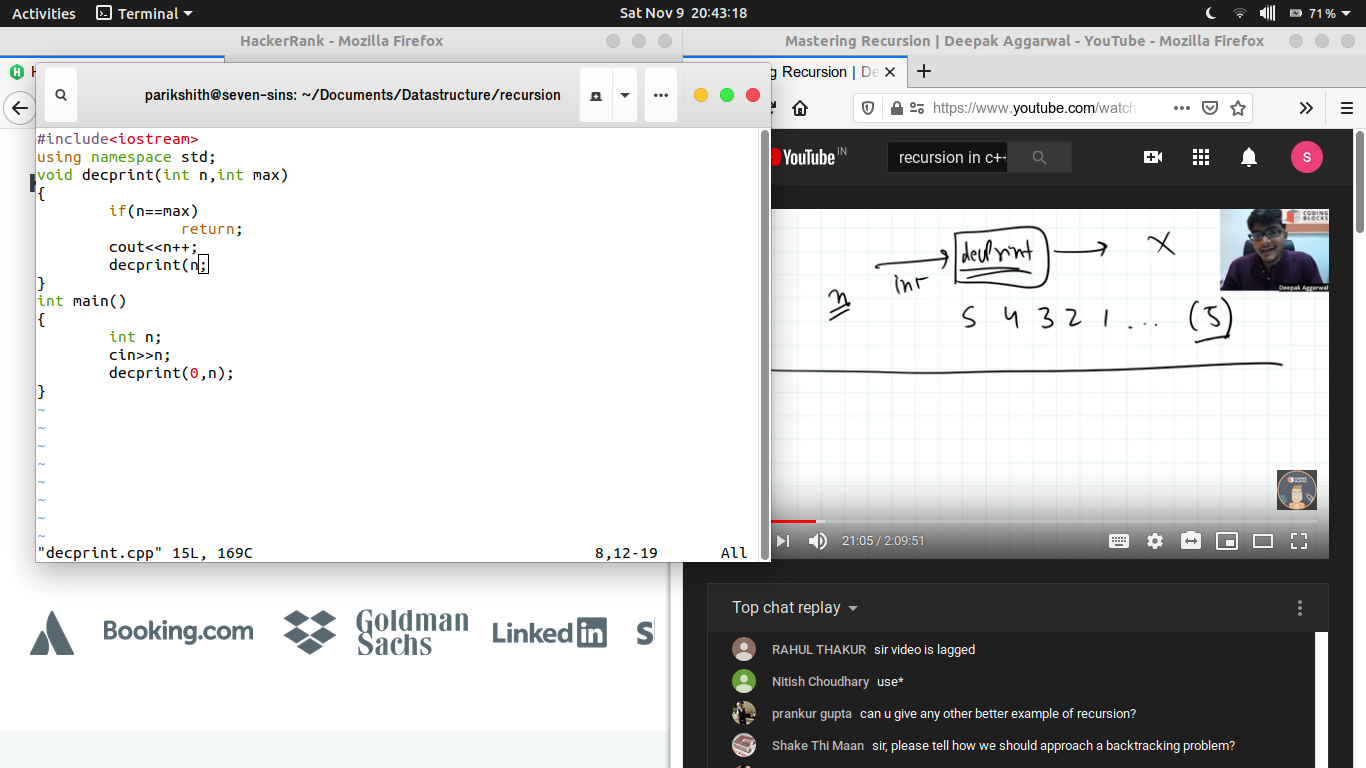 Activities Terminal Sat Nov 9 20:43:18 71%
HackerRank - Mozilla Firefox
Mastering Recursion | Deepak Aggarwal - YouTube - Mozilla Firefox
parikshith@seven-sins: ~/Documents/Datastructure/recursion
g Recursion | De
https://www.youtube.com/watch
#include<iostream>
using namespace std;
void decprint(int n,int max)
{
if(n==max)
return;
cout<<n++;
decprint(n;
}
int main()
{
int n;
cin>>n;
decprint(0,n);
}
~
~
~
~
~
~
~
~
"decprint.cpp" 15L, 169C 8,12-19 All
YouTube IN
recursion in c++
S
CODING BLOCKS
Deepak Aggarwal
decprint
int
x
n
5 4 3 2 1 ... (5)
21:05 / 2:09:51
Booking.com
Goldman
Sachs
LinkedIn
S
Top chat replay
RAHUL THAKUR sir video is lagged
Nitish Choudhary use*
prankur gupta can u give any other better example of recursion?
Shake Thi Maan sir, please tell how we should approach a backtracking problem?